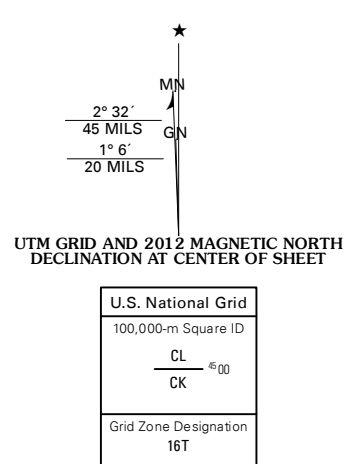 ★
MN
2° 32´
45 MILS
GN
1° 6´
20 MILS
UTM GRID AND 2012 MAGNETIC NORTH
DECLINATION AT CENTER OF SHEET
U.S. National Grid
100,000-m Square ID
CL
4500
CK
Grid Zone Designation
16T